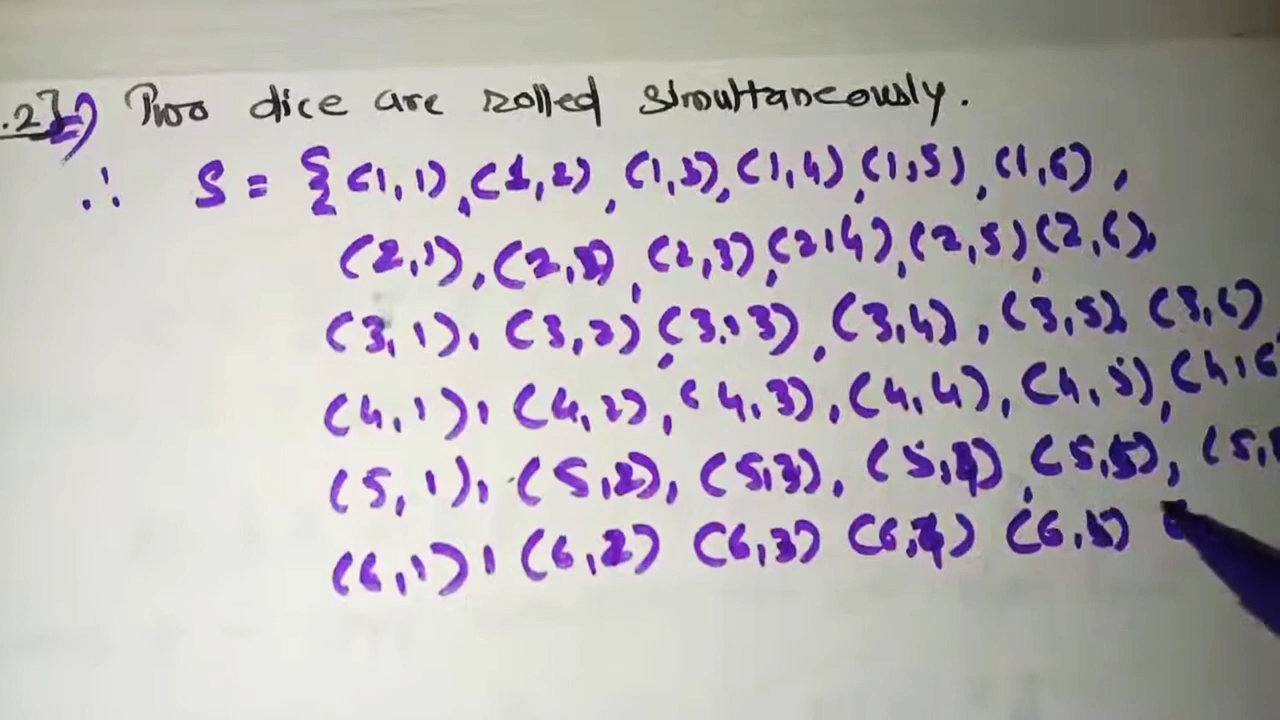 .2] 2) Two dice are rolled simultaneously.
∴ S = { (1,1), (1,2), (1,3), (1,4), (1,5), (1,6),
(2,1), (2,2), (2,3), (2,4), (2,5), (2,6),
(3,1), (3,2), (3,3), (3,4), (3,5), (3,6)
(4,1), (4,2), (4,3), (4,4), (4,5), (4,6
(5,1), (5,2), (5,3), (5,4), (5,5), (5,
(6,1), (6,2) (6,3) (6,4) (6,5)